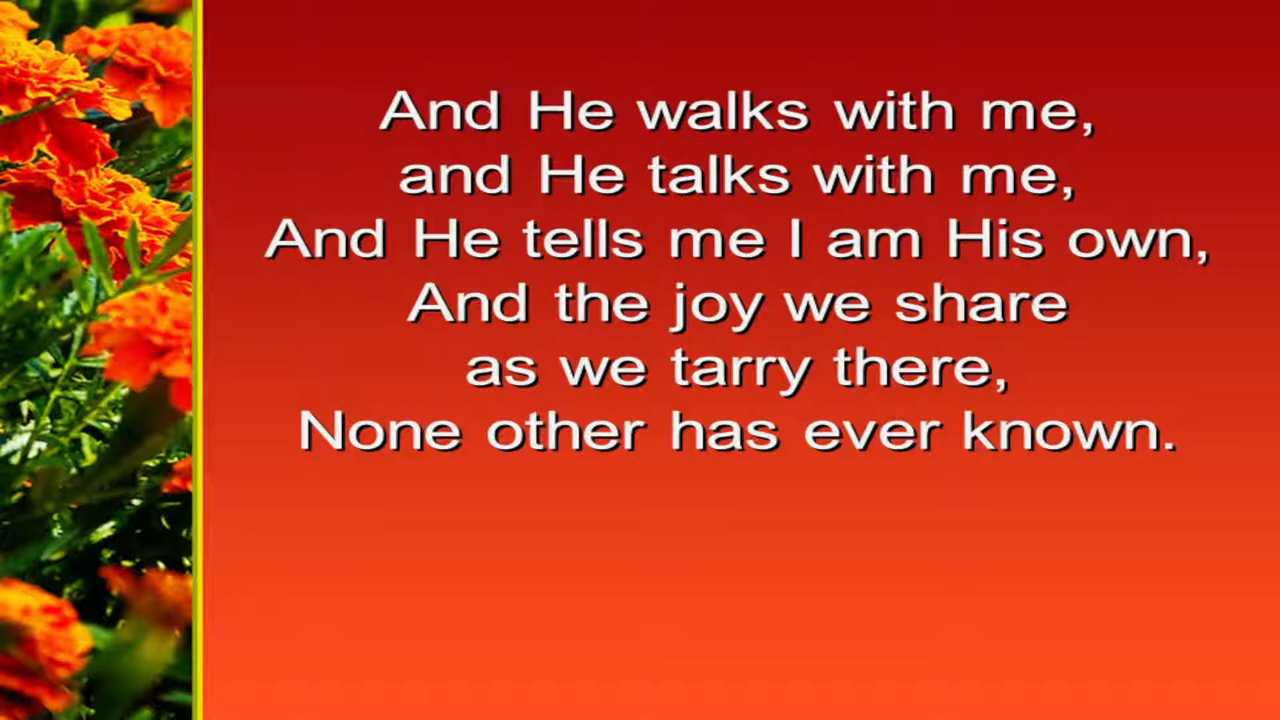 And He walks with me,
and He talks with me,
And He tells me I am His own,
And the joy we share
as we tarry there,
None other has ever known.